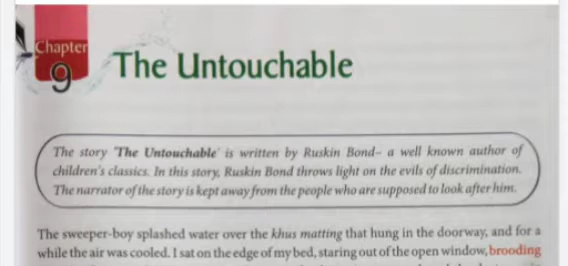 Chapter
9
The Untouchable
The story 'The Untouchable' is written by Ruskin Bond– a well known author of
children's classics. In this story, Ruskin Bond throws light on the evils of discrimination.
The narrator of the story is kept away from the people who are supposed to look after him.
The sweeper-boy splashed water over the khus matting that hung in the doorway, and for a
while the air was cooled. I sat on the edge of my bed, staring out of the open window, brooding